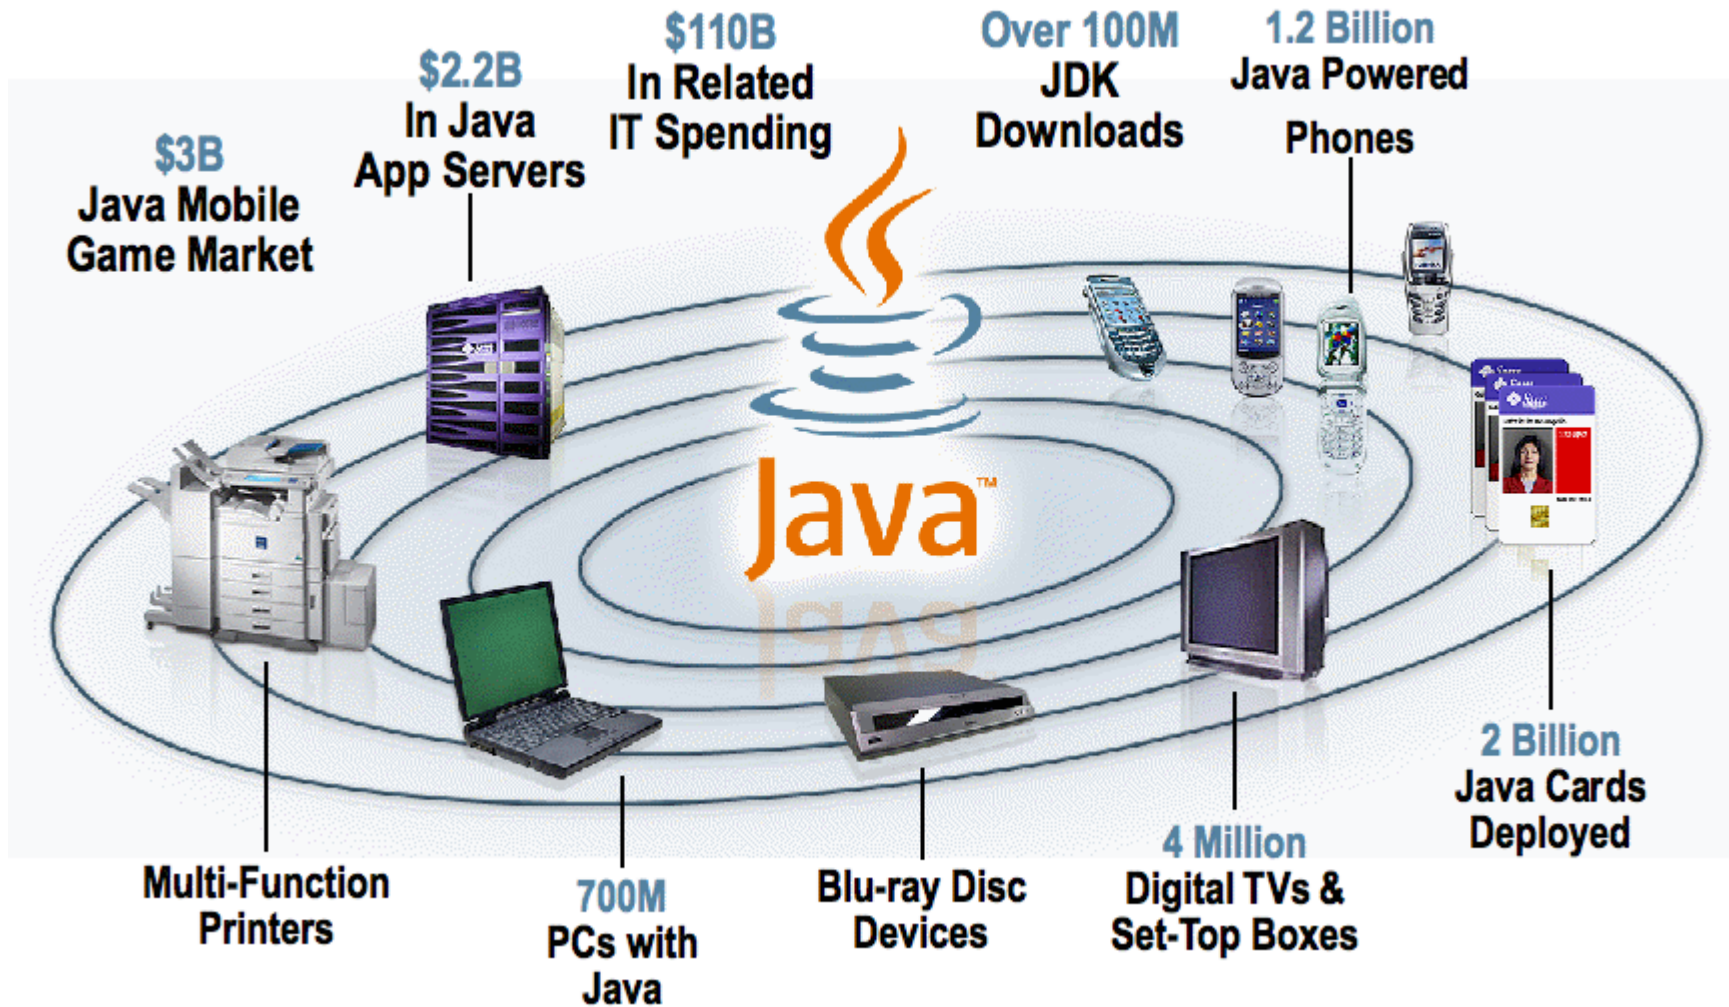 $3B
Java Mobile
Game Market
$2.2B
In Java
App Servers
$110B
In Related
IT Spending
Over 100M
JDK
Downloads
1.2 Billion
Java Powered
Phones
Java™
Sun
Multi-Function
Printers
700M
PCs with
Java
Blu-ray Disc
Devices
4 Million
Digital TVs &
Set-Top Boxes
2 Billion
Java Cards
Deployed